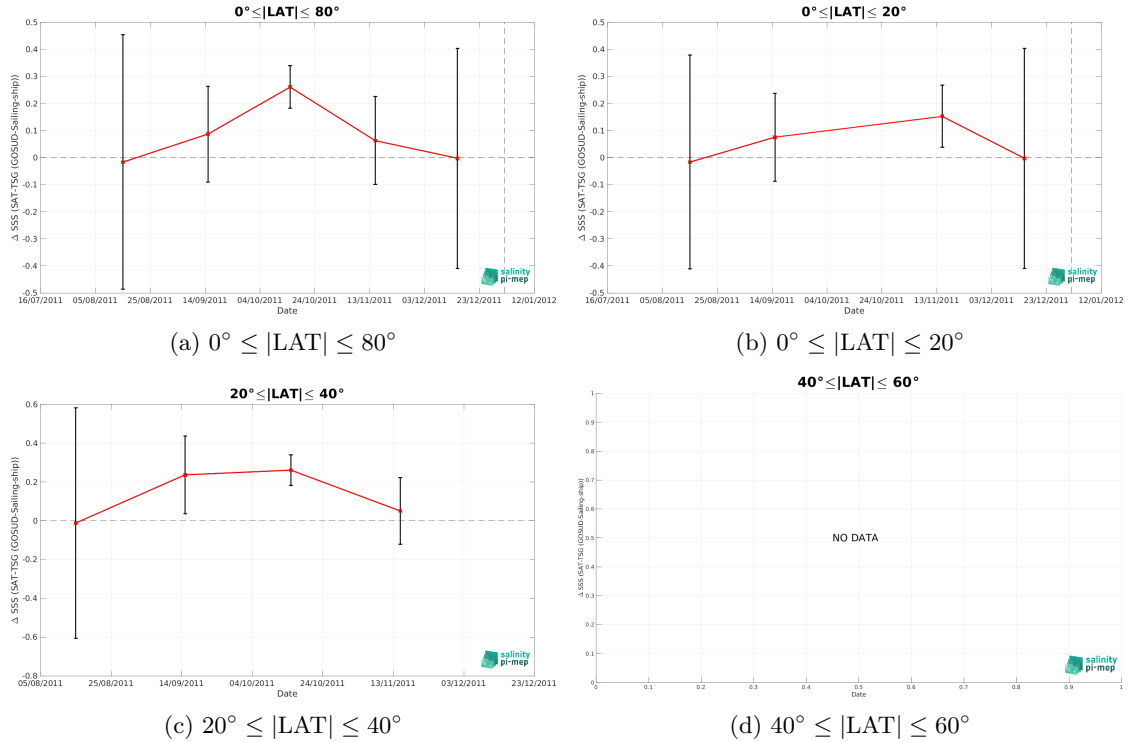 0°≤|LAT|≤ 80°
0.5
0.4
0.3
0.2
0.1
0
-0.1
-0.2
-0.3
-0.4
-0.5
Δ SSS (SAT-TSG (GOSUD-Sailing-ship))
16/07/2011 05/08/2011 25/08/2011 14/09/2011 04/10/2011 24/10/2011 13/11/2011 03/12/2011 23/12/2011 12/01/2012
Date
salinity
pi-mep
(a) 0° ≤ |LAT| ≤ 80°
0°≤|LAT|≤ 20°
0.5
0.4
0.3
0.2
0.1
0
-0.1
-0.2
-0.3
-0.4
-0.5
Δ SSS (SAT-TSG (GOSUD-Sailing-ship))
16/07/2011 05/08/2011 25/08/2011 14/09/2011 04/10/2011 24/10/2011 13/11/2011 03/12/2011 23/12/2011 12/01/2012
Date
salinity
pi-mep
(b) 0° ≤ |LAT| ≤ 20°
20°≤|LAT|≤ 40°
0.6
0.4
0.2
0
-0.2
-0.4
-0.6
-0.8
Δ SSS (SAT-TSG (GOSUD-Sailing-ship))
05/08/2011 25/08/2011 14/09/2011 04/10/2011 24/10/2011 13/11/2011 03/12/2011 23/12/2011
Date
salinity
pi-mep
(c) 20° ≤ |LAT| ≤ 40°
40°≤|LAT|≤ 60°
1
0.9
0.8
0.7
0.6
0.5
0.4
0.3
0.2
0.1
0
Δ SSS (SAT-TSG (GOSUD-Sailing-ship))
NO DATA
0 0.1 0.2 0.3 0.4 0.5 0.6 0.7 0.8 0.9 1
Date
salinity
pi-mep
(d) 40° ≤ |LAT| ≤ 60°